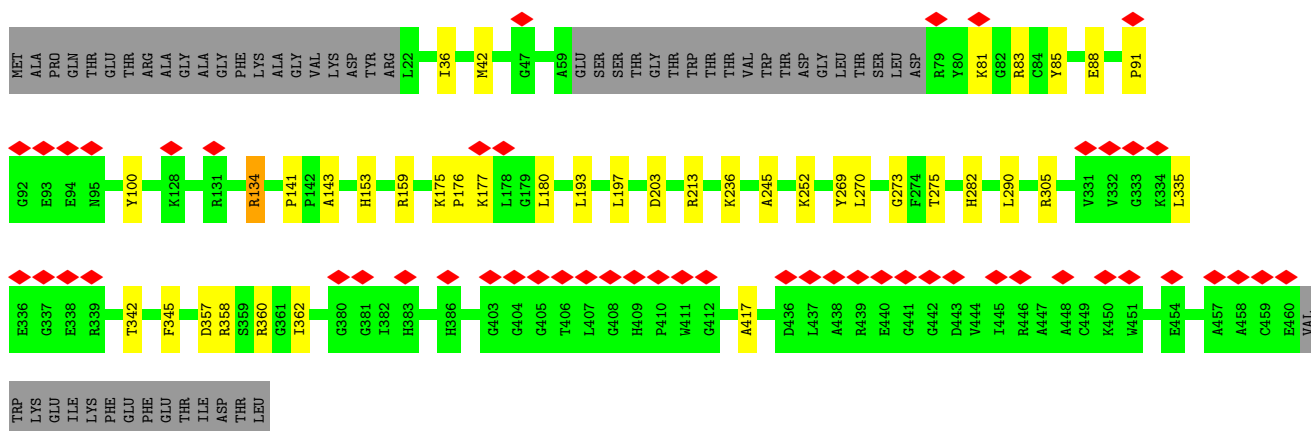 MET ALA PRO GLN THR GLU THR ARG ALA GLY ALA GLY PHE LYS ALA GLY VAL LYS ASP TYR ARG L22 I36 M42 G47 A59 GLU SER SER THR GLY THR TRP THR THR VAL TRP THR ASP GLY LEU THR SER LEU ASP R79 Y80 K81 G82 R83 C84 Y85 E88 P91
G92 E93 E94 N95 Y100 K128 R131 R134 P141 P142 A143 H153 R159 K175 P176 K177 L178 G179 L180 L193 L197 D203 R213 K236 A245 K252 Y269 L270 G273 F274 T275 H282 L290 R305 V331 V332 G333 K334 L335
E336 G337 E338 R339 T342 F345 D357 R358 S359 R360 G361 I362 G380 G381 I382 H383 H386 G403 G404 G405 T406 L407 G408 H409 P410 W411 G412 A417 D436 L437 A438 R439 E440 G441 G442 D443 V444 I445 R446 A447 A448 C449 K450 W451 E454 A457 A458 C459 E460 VAL
TRP LYS GLU ILE LYS PHE GLU PHE GLU THR ILE ASP THR LEU